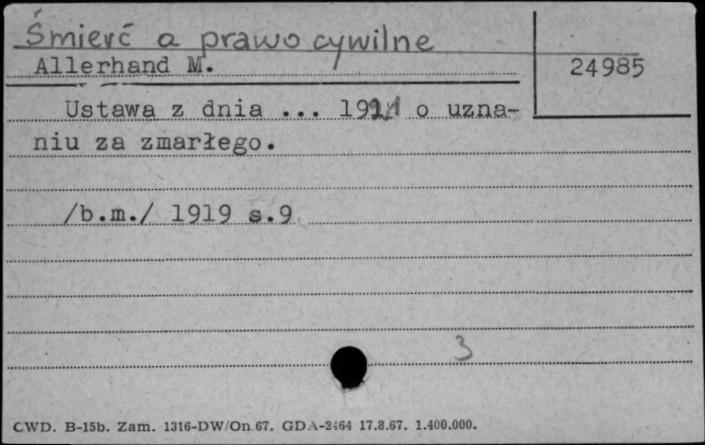 Śmierć a prawo cywilne
Allerhand M.
24985
Ustawa z dnia ... o uzna-
niu za zmarłego.
/b.m./ 1919 s.9
3
CWD. B-15b. Zam. 1316-DW/On 67. GDA-2464 17.8.67. 1.400.000.